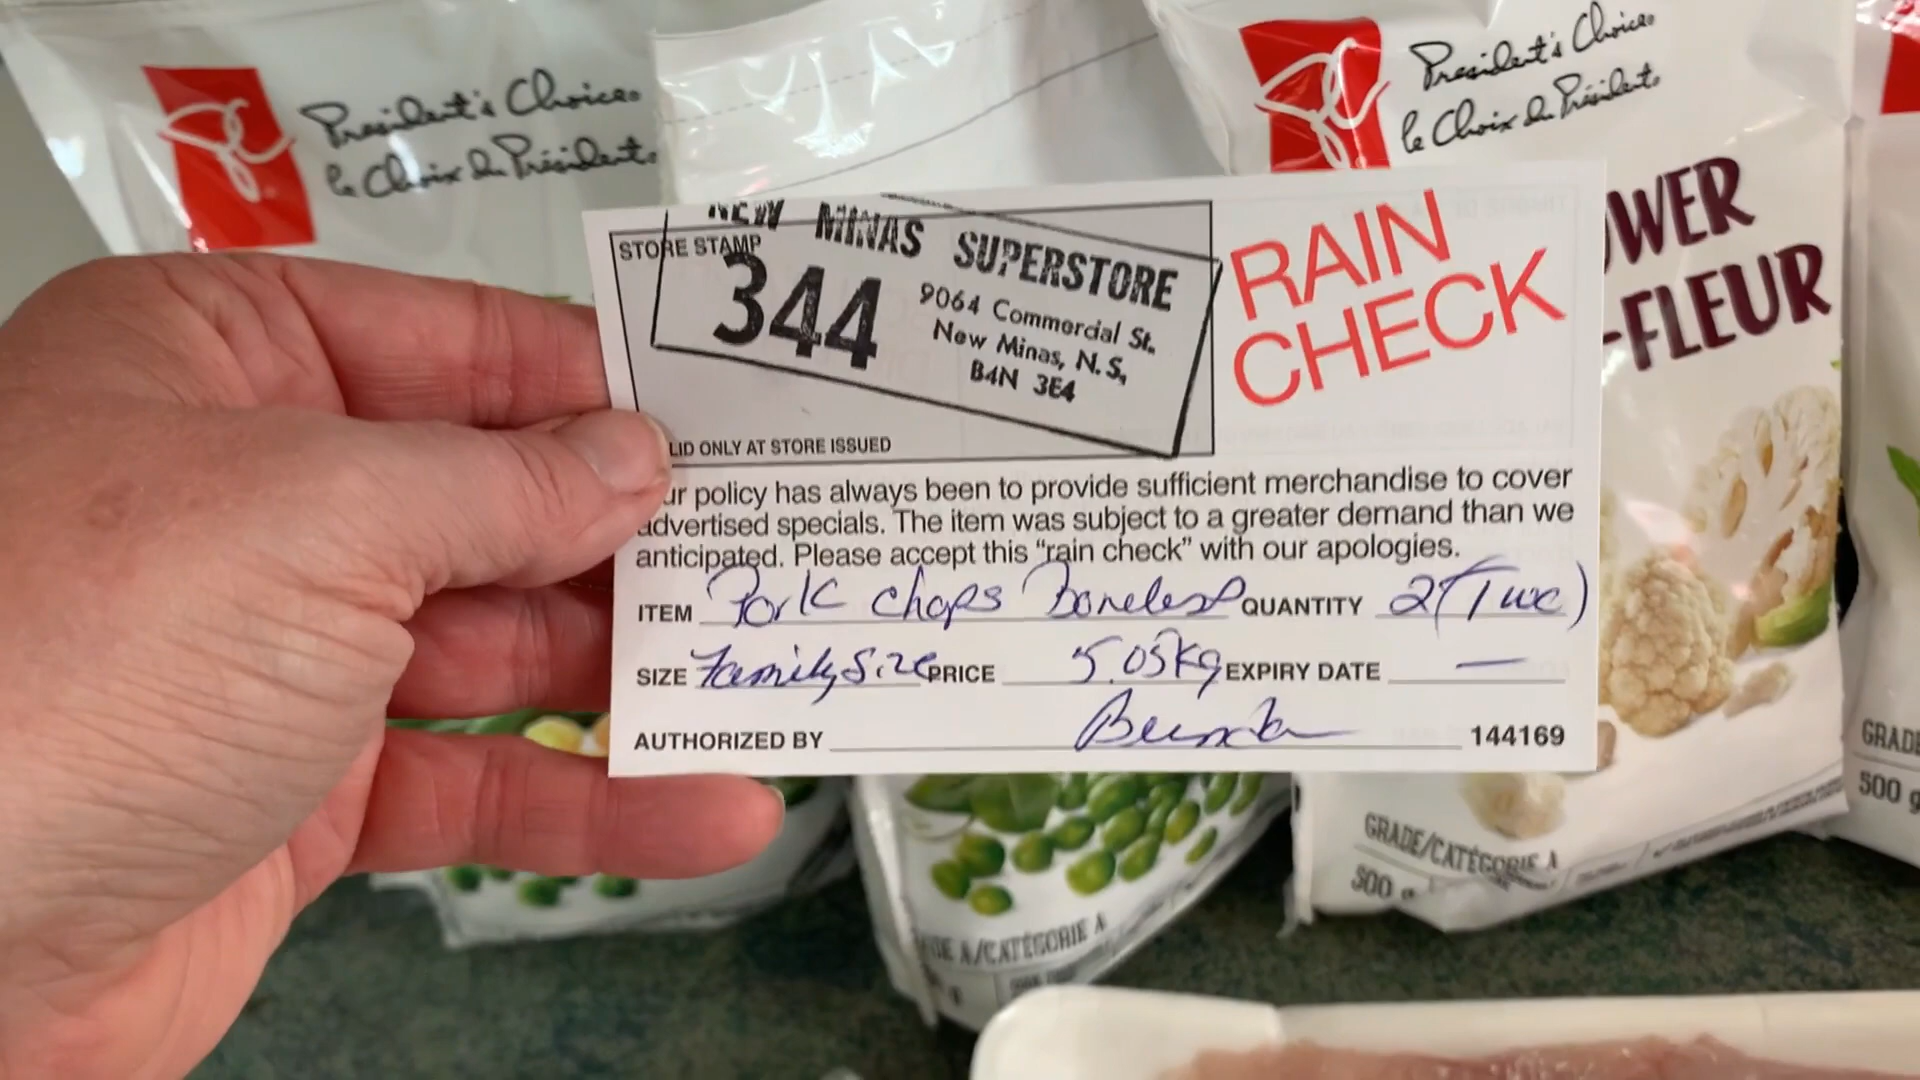 President's Choice
le Choix du Président
President's Choice
le Choix du Président
WER
-FLEUR
STORE STAMP
NEW MINAS SUPERSTORE
344
9064 Commercial St.
New Minas, N.S.
B4N 3E4
LID ONLY AT STORE ISSUED
RAIN
CHECK
ur policy has always been to provide sufficient merchandise to cover
advertised specials. The item was subject to a greater demand than we
anticipated. Please accept this “rain check” with our apologies.
ITEM Pork chops Boneless QUANTITY 2 (Two)
SIZE Family Size PRICE 5.05kg EXPIRY DATE —
AUTHORIZED BY 144169
GRADE/CATÉGORIE A
500 g
A/CATÉGORIE A
GRADE
500 g